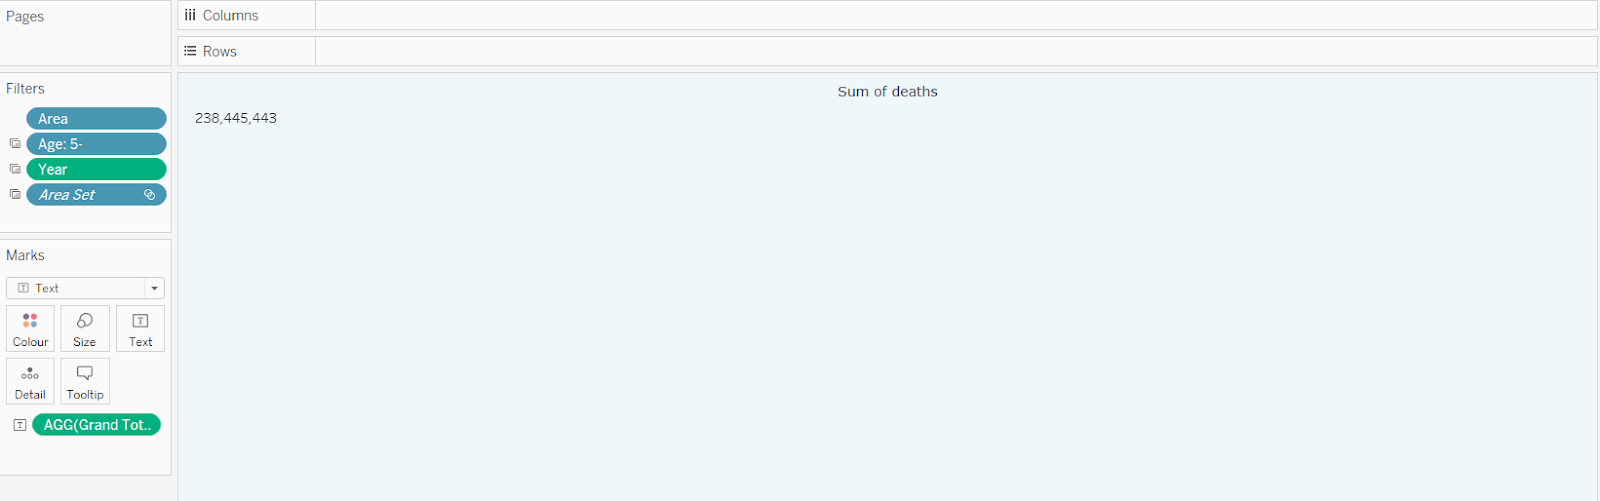 Pages
Columns
Rows
Filters
Area
Age: 5-
Year
Area Set
Marks
Text
Colour
Size
Text
Detail
Tooltip
AGG(Grand Tot..
Sum of deaths
238,445,443